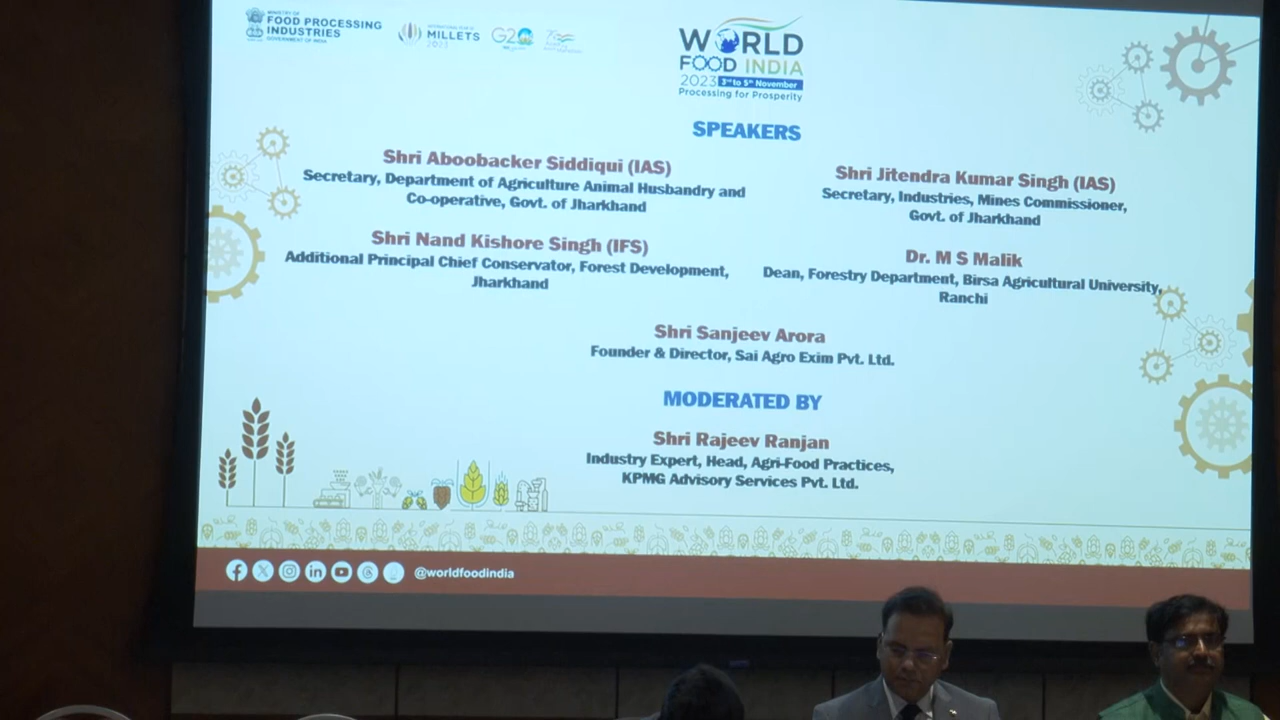 MINISTRY OF
FOOD PROCESSING
INDUSTRIES
GOVERNMENT OF INDIA
INTERNATIONAL YEAR OF
MILLETS
2023
G20
WORLD
FOOD INDIA
2023 3rd to 5th November
Processing for Prosperity
SPEAKERS
Shri Aboobacker Siddiqui (IAS)
Secretary, Department of Agriculture Animal Husbandry and
Co-operative, Govt. of Jharkhand
Shri Jitendra Kumar Singh (IAS)
Secretary, Industries, Mines Commissioner,
Govt. of Jharkhand
Shri Nand Kishore Singh (IFS)
Additional Principal Chief Conservator, Forest Development,
Jharkhand
Dr. M S Malik
Dean, Forestry Department, Birsa Agricultural University,
Ranchi
Shri Sanjeev Arora
Founder & Director, Sai Agro Exim Pvt. Ltd.
MODERATED BY
Shri Rajeev Ranjan
Industry Expert, Head, Agri-Food Practices,
KPMG Advisory Services Pvt. Ltd.
@worldfoodindia